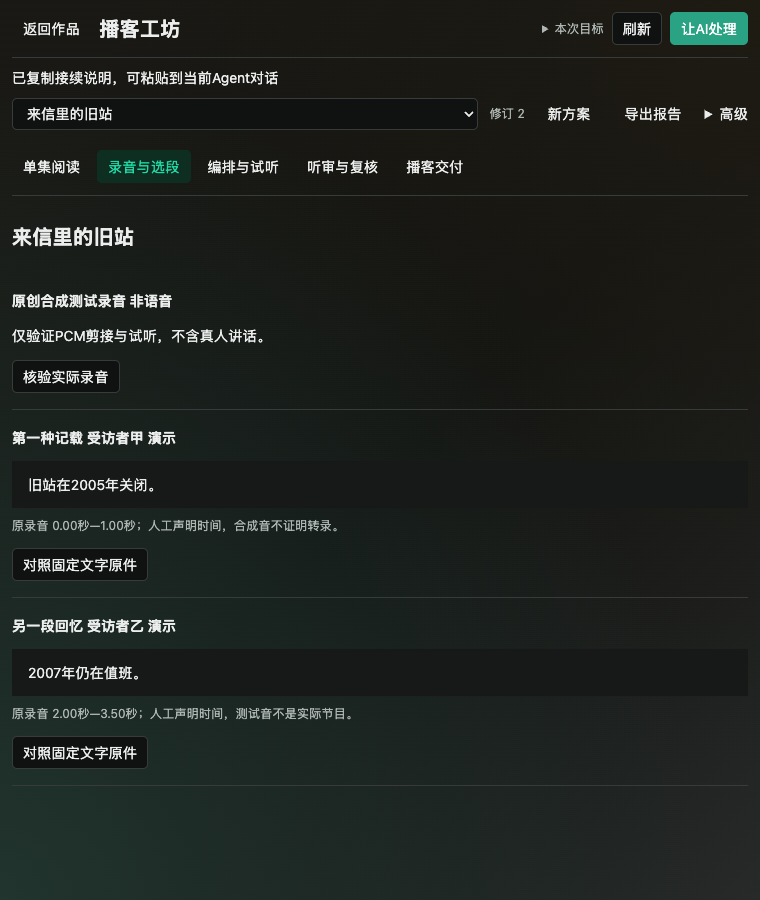 返回作品 播客工坊 ▶ 本次目标 刷新 让AI处理
已复制接续说明，可粘贴到当前Agent对话
来信里的旧站 修订 2 新方案 导出报告 ▶ 高级
单集阅读 录音与选段 编排与试听 听审与复核 播客交付
来信里的旧站
原创合成测试录音 非语音
仅验证PCM剪接与试听，不含真人讲话。
核验实际录音
第一种记载 受访者甲 演示
旧站在2005年关闭。
原录音 0.00秒—1.00秒；人工声明时间，合成音不证明转录。
对照固定文字原件
另一段回忆 受访者乙 演示
2007年仍在值班。
原录音 2.00秒—3.50秒；人工声明时间，测试音不是实际节目。
对照固定文字原件